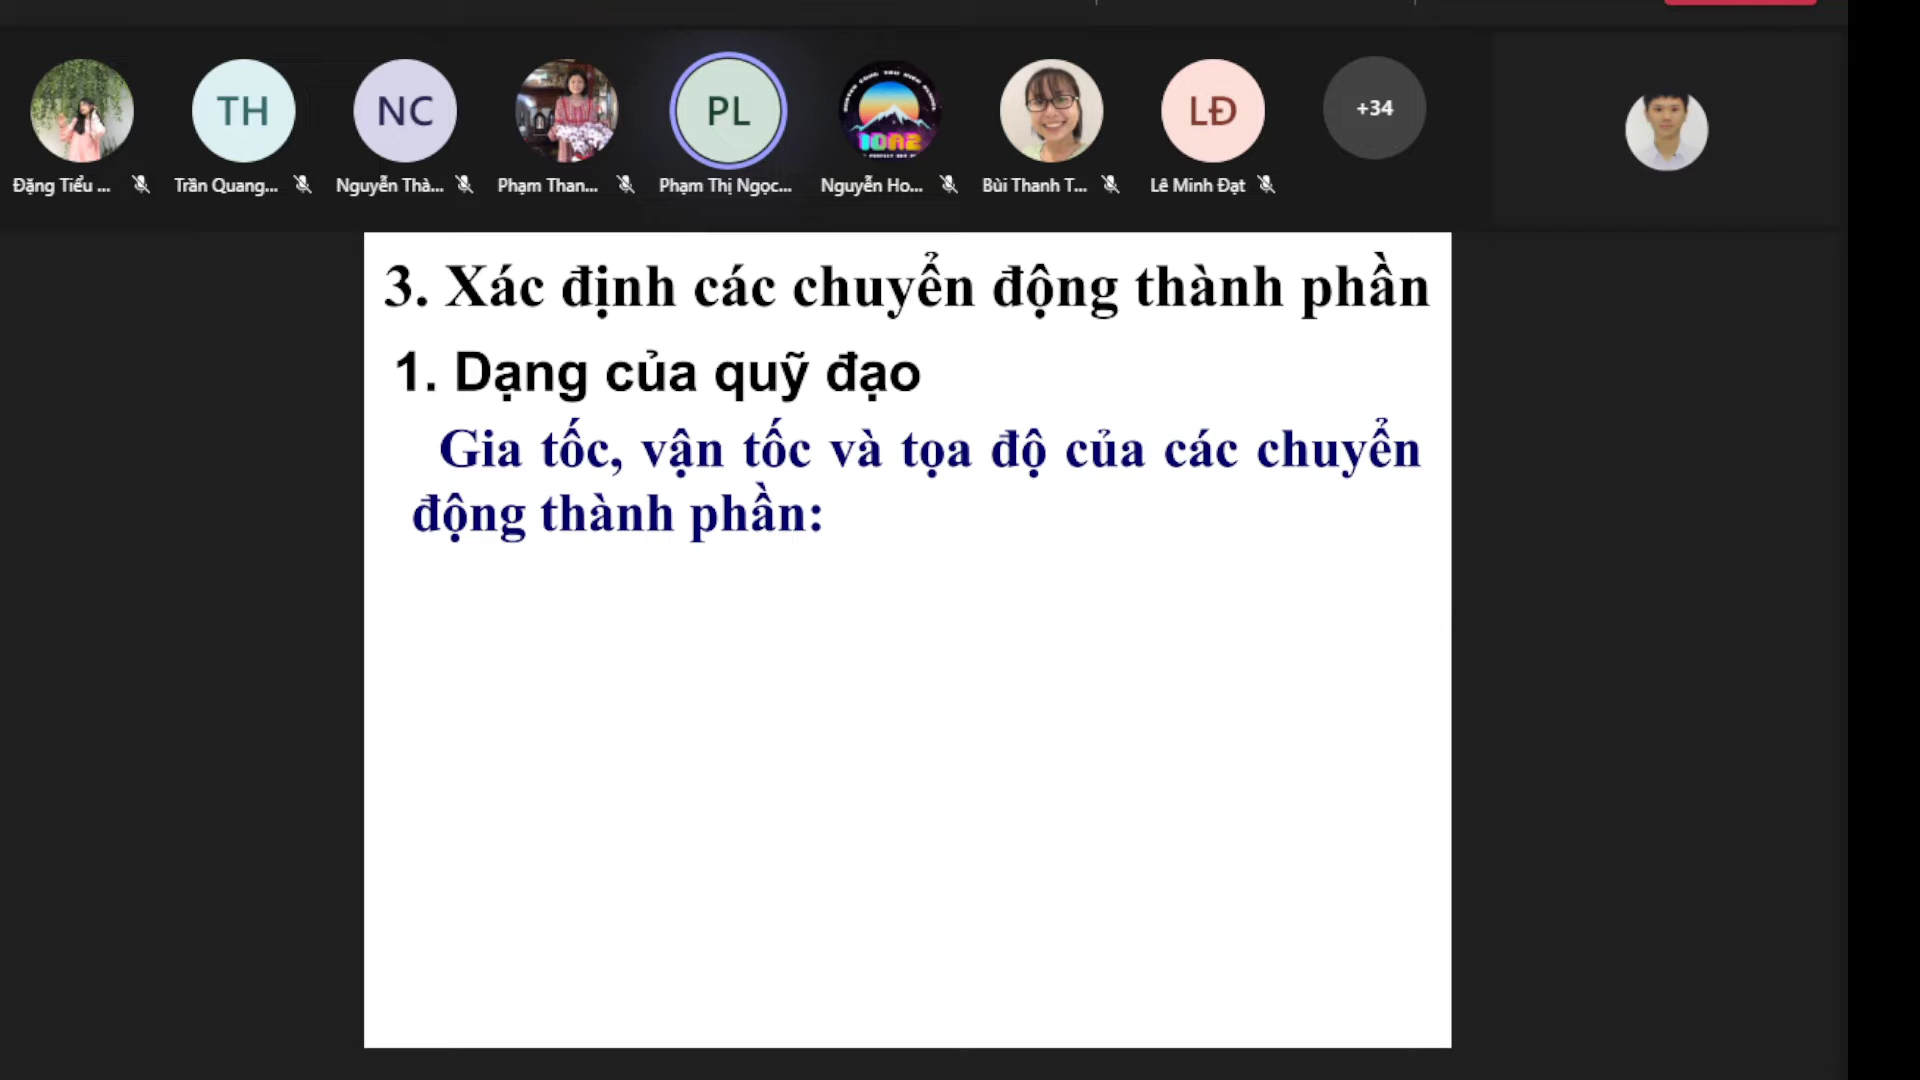 TH
NC
PL
10A2
LĐ
+34
Đặng Tiểu ...
Trần Quang...
Nguyễn Thà...
Phạm Than...
Phạm Thị Ngọc...
Nguyễn Ho...
Bùi Thanh T...
Lê Minh Đạt
3. Xác định các chuyển động thành phần
1. Dạng của quỹ đạo
Gia tốc, vận tốc và tọa độ của các chuyển
động thành phần: